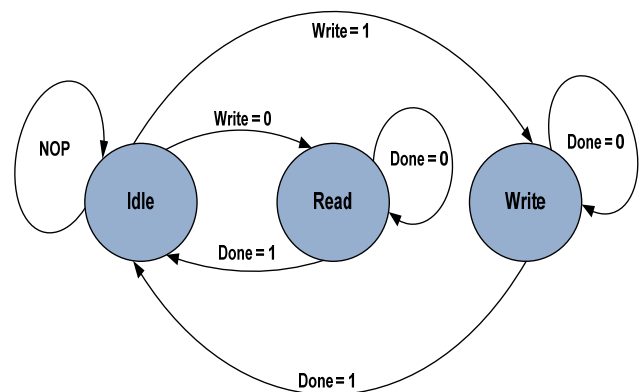 Write = 1
Write = 0
NOP
Done = 0
Done = 0
Idle
Read
Write
Done = 1
Done = 1